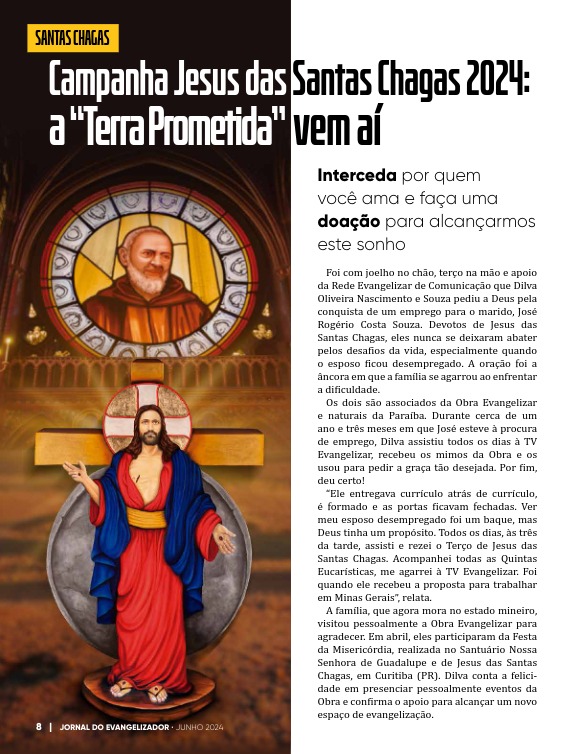 SANTAS CHAGAS
Campanha Jesus das Santas Chagas 2024:
a “Terra Prometida” vem aí
Interceda por quem
você ama e faça uma
doação para alcançarmos
este sonho
Foi com joelho no chão, terço na mão e apoio
da Rede Evangelizar de Comunicação que Dilva
Oliveira Nascimento e Souza pediu a Deus pela
conquista de um emprego para o marido, José
Rogério Costa Souza. Devotos de Jesus das
Santas Chagas, eles nunca se deixaram abater
pelos desafios da vida, especialmente quando
o esposo ficou desempregado. A oração foi a
âncora em que a família se agarrou ao enfrentar
a dificuldade.
Os dois são associados da Obra Evangelizar
e naturais da Paraíba. Durante cerca de um
ano e três meses em que José esteve à procura
de emprego, Dilva assistiu todos os dias à TV
Evangelizar, recebeu os mimos da Obra e os
usou para pedir a graça tão desejada. Por fim,
deu certo!
“Ele entregava currículo atrás de currículo,
é formado e as portas ficavam fechadas. Ver
meu esposo desempregado foi um baque, mas
Deus tinha um propósito. Todos os dias, às três
da tarde, assisti e rezei o Terço de Jesus das
Santas Chagas. Acompanhei todas as Quintas
Eucarísticas, me agarrei à TV Evangelizar. Foi
quando ele recebeu a proposta para trabalhar
em Minas Gerais”, relata.
A família, que agora mora no estado mineiro,
visitou pessoalmente a Obra Evangelizar para
agradecer. Em abril, eles participaram da Festa
da Misericórdia, realizada no Santuário Nossa
Senhora de Guadalupe e de Jesus das Santas
Chagas, em Curitiba (PR). Dilva conta a felici-
dade em presenciar pessoalmente eventos da
Obra e confirma o apoio para alcançar um novo
espaço de evangelização.
8 | JORNAL DO EVANGELIZADOR · JUNHO 2024